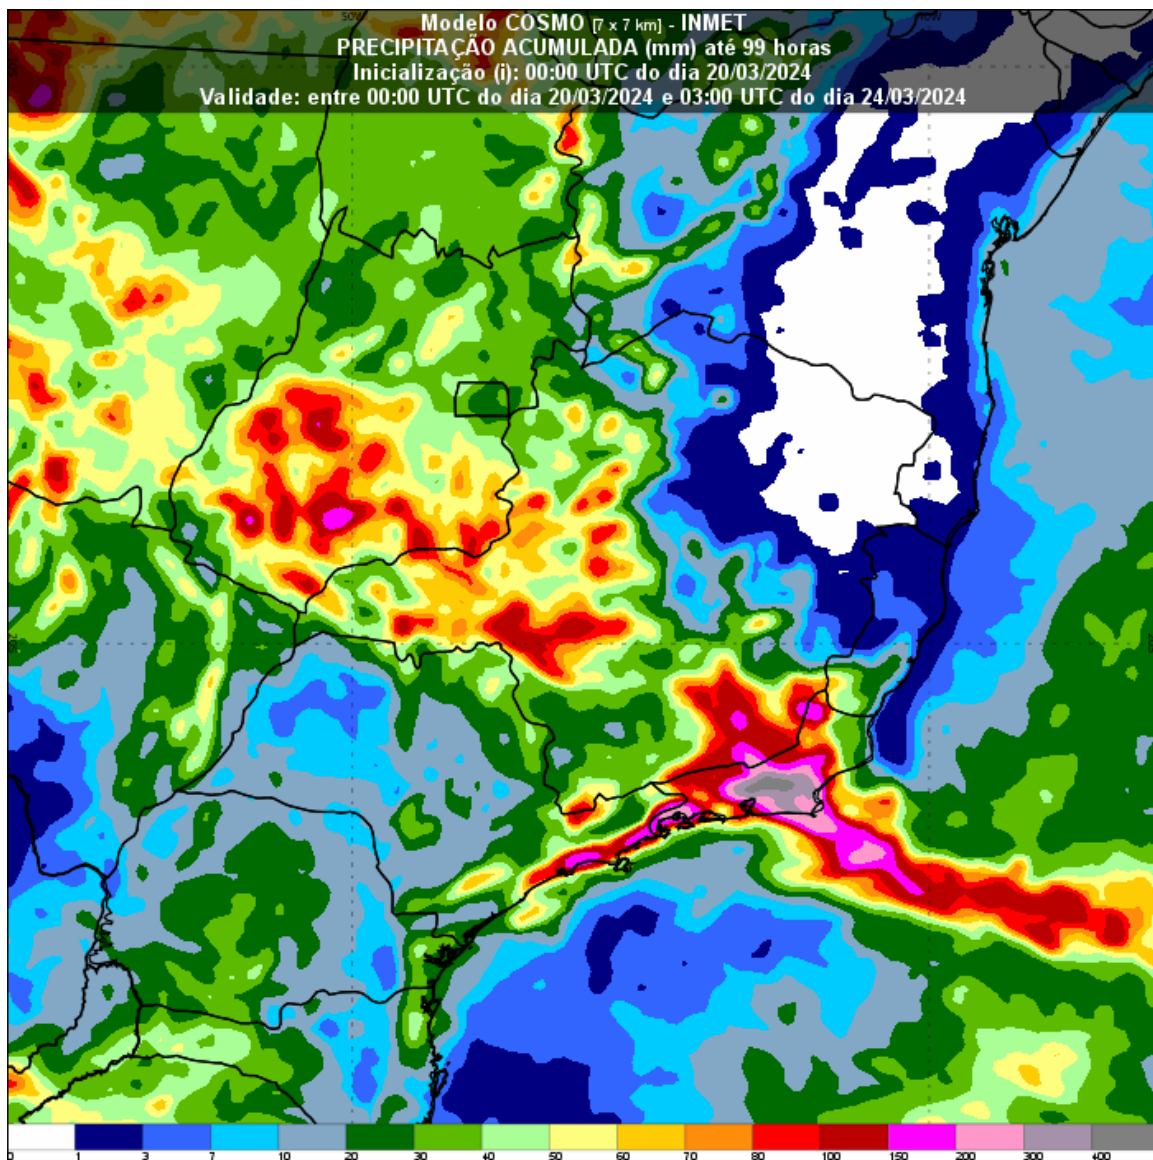 Modelo COSMO [7 x 7 km] - INMET
PRECIPITAÇÃO ACUMULADA (mm) até 99 horas
Inicialização (i): 00:00 UTC do dia 20/03/2024
Validade: entre 00:00 UTC do dia 20/03/2024 e 03:00 UTC do dia 24/03/2024
0 1 3 7 10 20 30 40 50 60 70 80 100 150 200 300 400